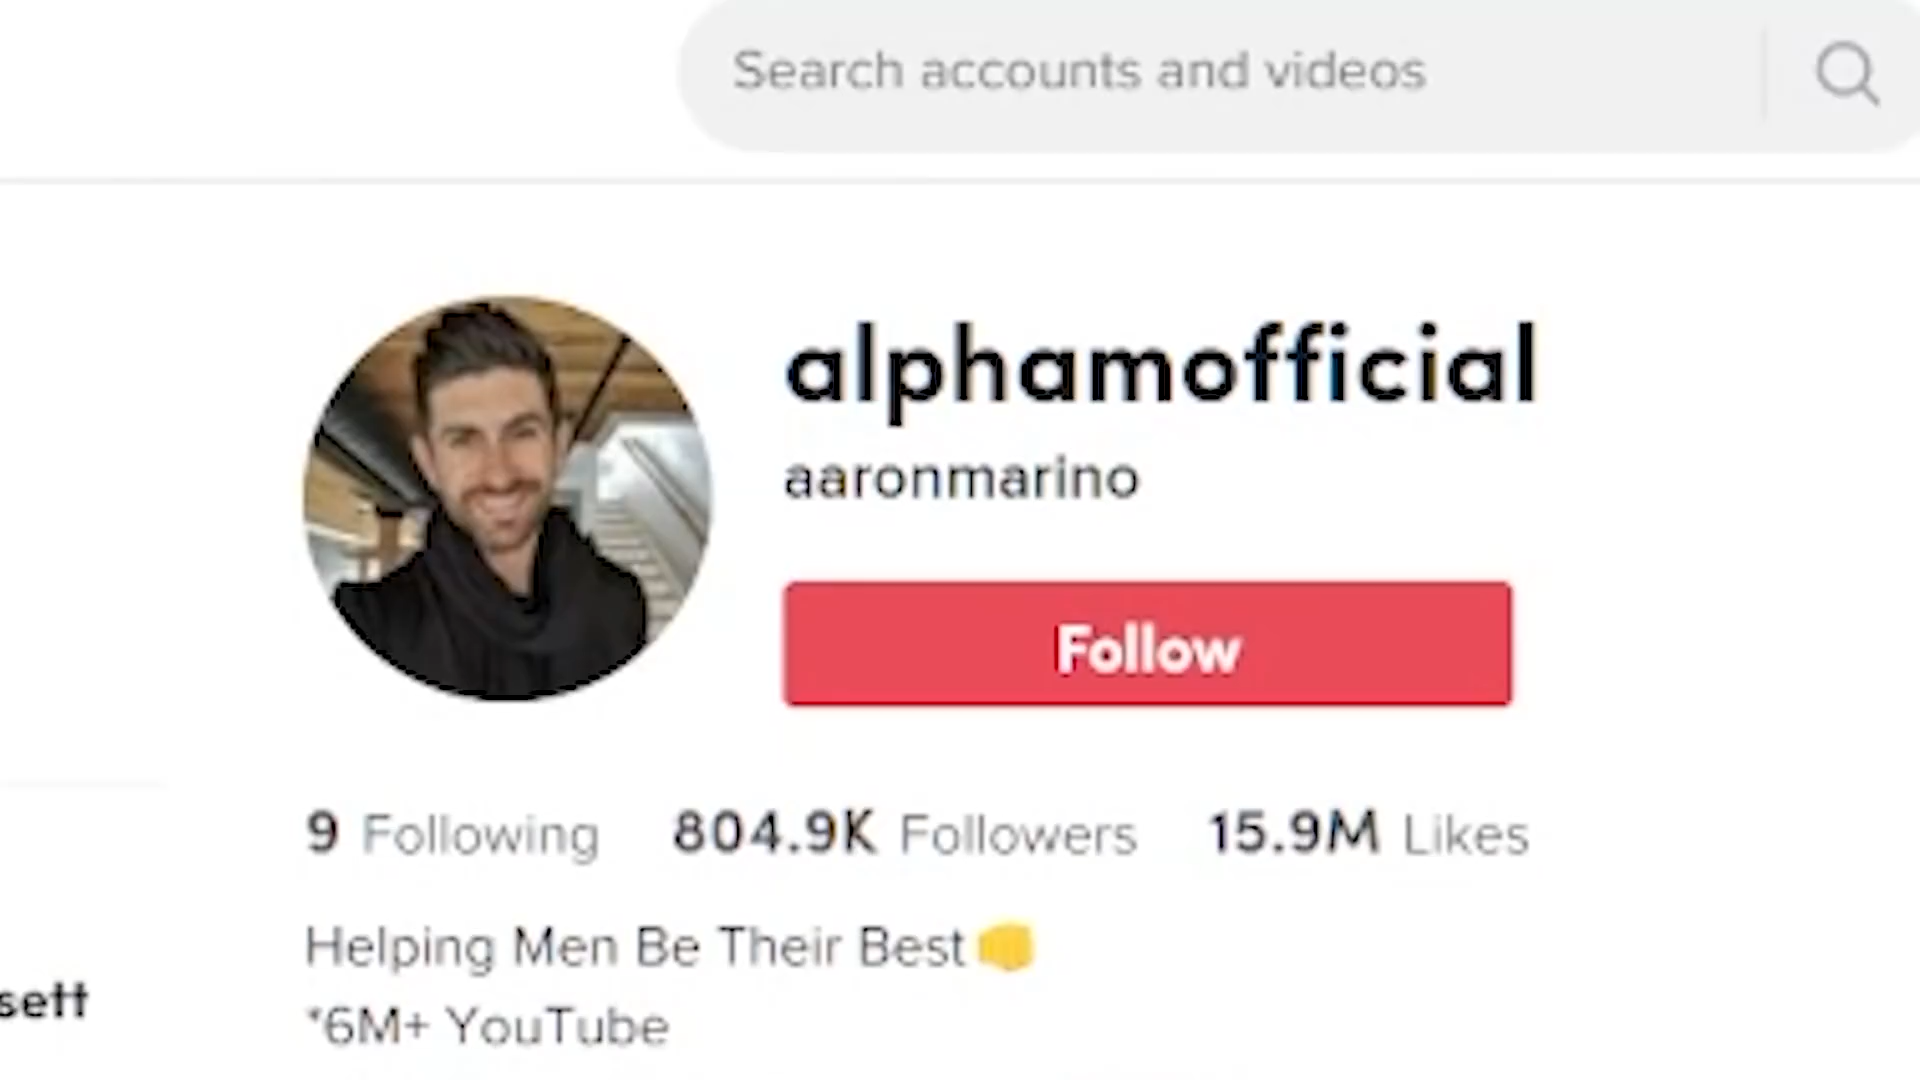 Search accounts and videos
alphamofficial
aaronmarino
Follow
9 Following 804.9K Followers 15.9M Likes
Helping Men Be Their Best👊
sett
*6M+ YouTube